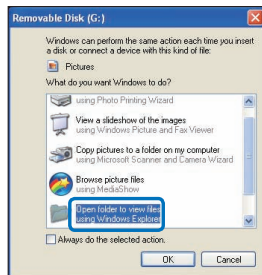 Removable Disk (G:)
Windows can perform the same action each time you insert
a disk or connect a device with this kind of file:
Pictures
What do you want Windows to do?
using Photo Printing Wizard
View a slideshow of the images
using Windows Picture and Fax Viewer
Copy pictures to a folder on my computer
using Microsoft Scanner and Camera Wizard
Browse picture files
using MediaShow
Open folder to view files
using Windows Explorer
Always do the selected action.
OK
Cancel